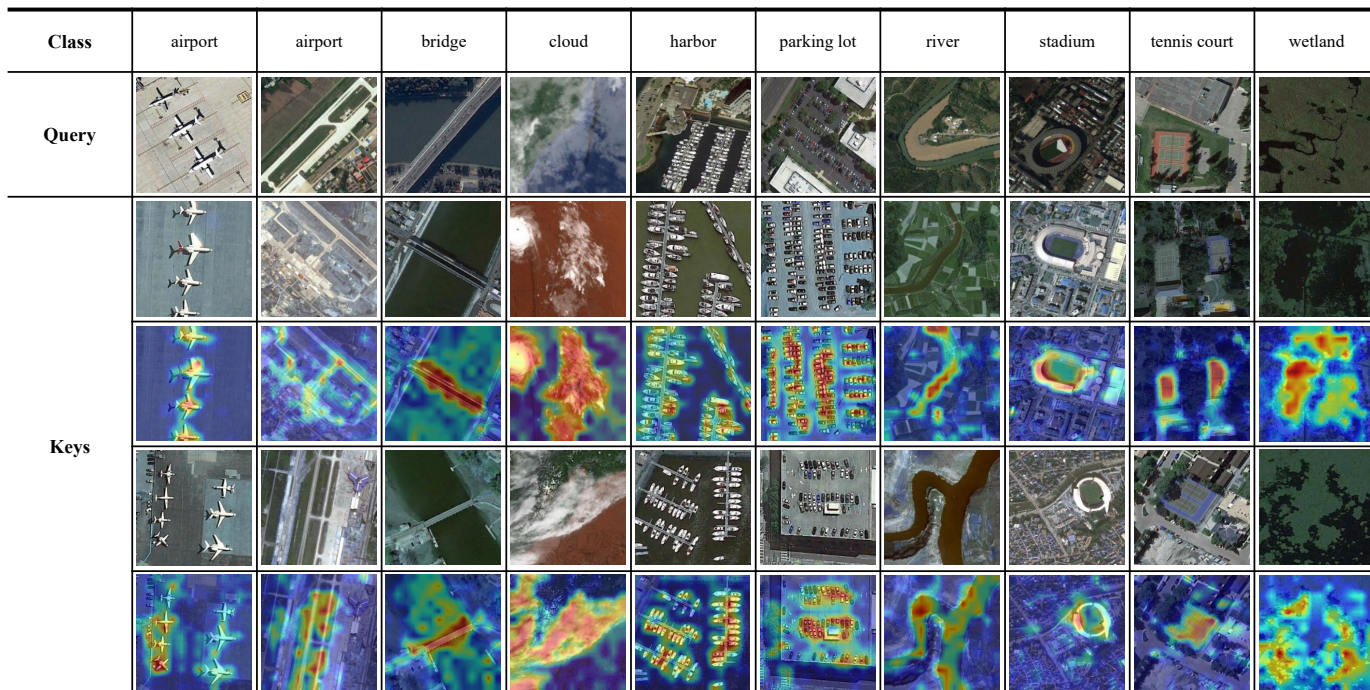 Class airport airport bridge cloud harbor parking lot river stadium tennis court wetland
Query
Keys